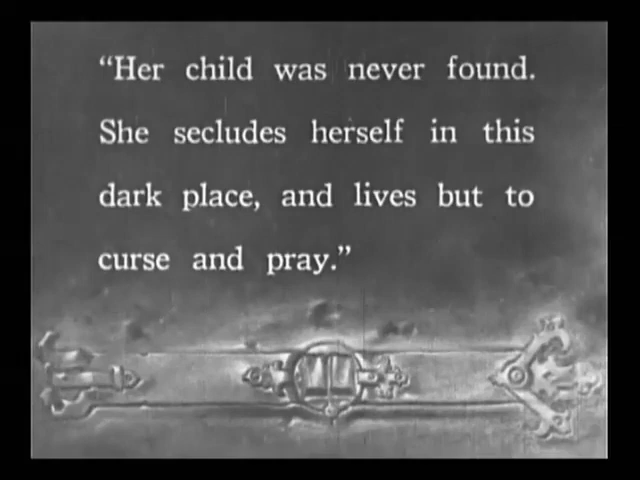 “Her child was never found.
She secludes herself in this
dark place, and lives but to
curse and pray.”